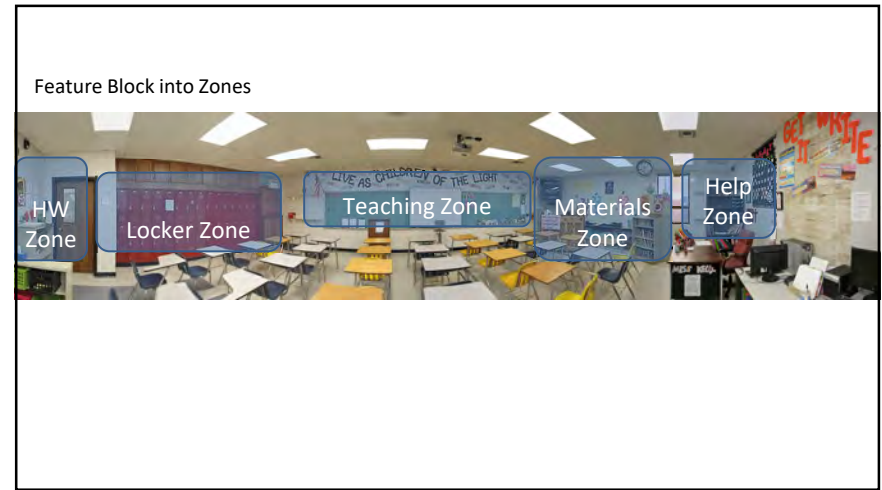 Feature Block into Zones
LIVE AS CHILDREN OF THE LIGHT
GET WRITE
IT
HW
Zone
Locker Zone
Teaching Zone
Materials
Zone
Help
Zone